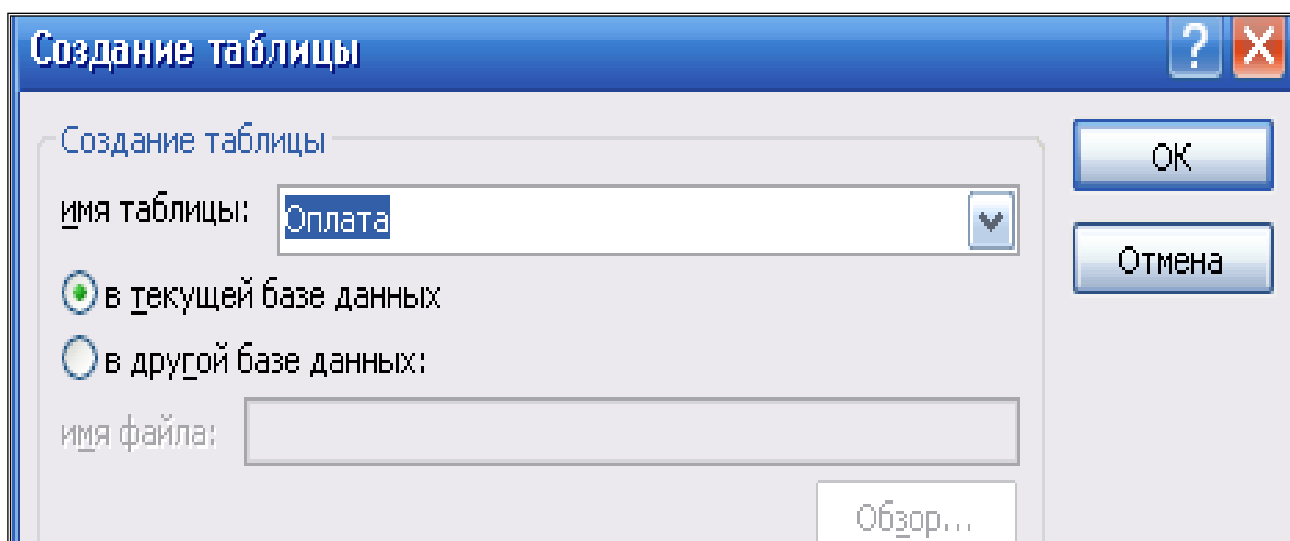 Создание таблицы
Создание таблицы
имя таблицы: Оплата
ОК
в текущей базе данных
Отмена
в другой базе данных:
имя файла:
Обзор...